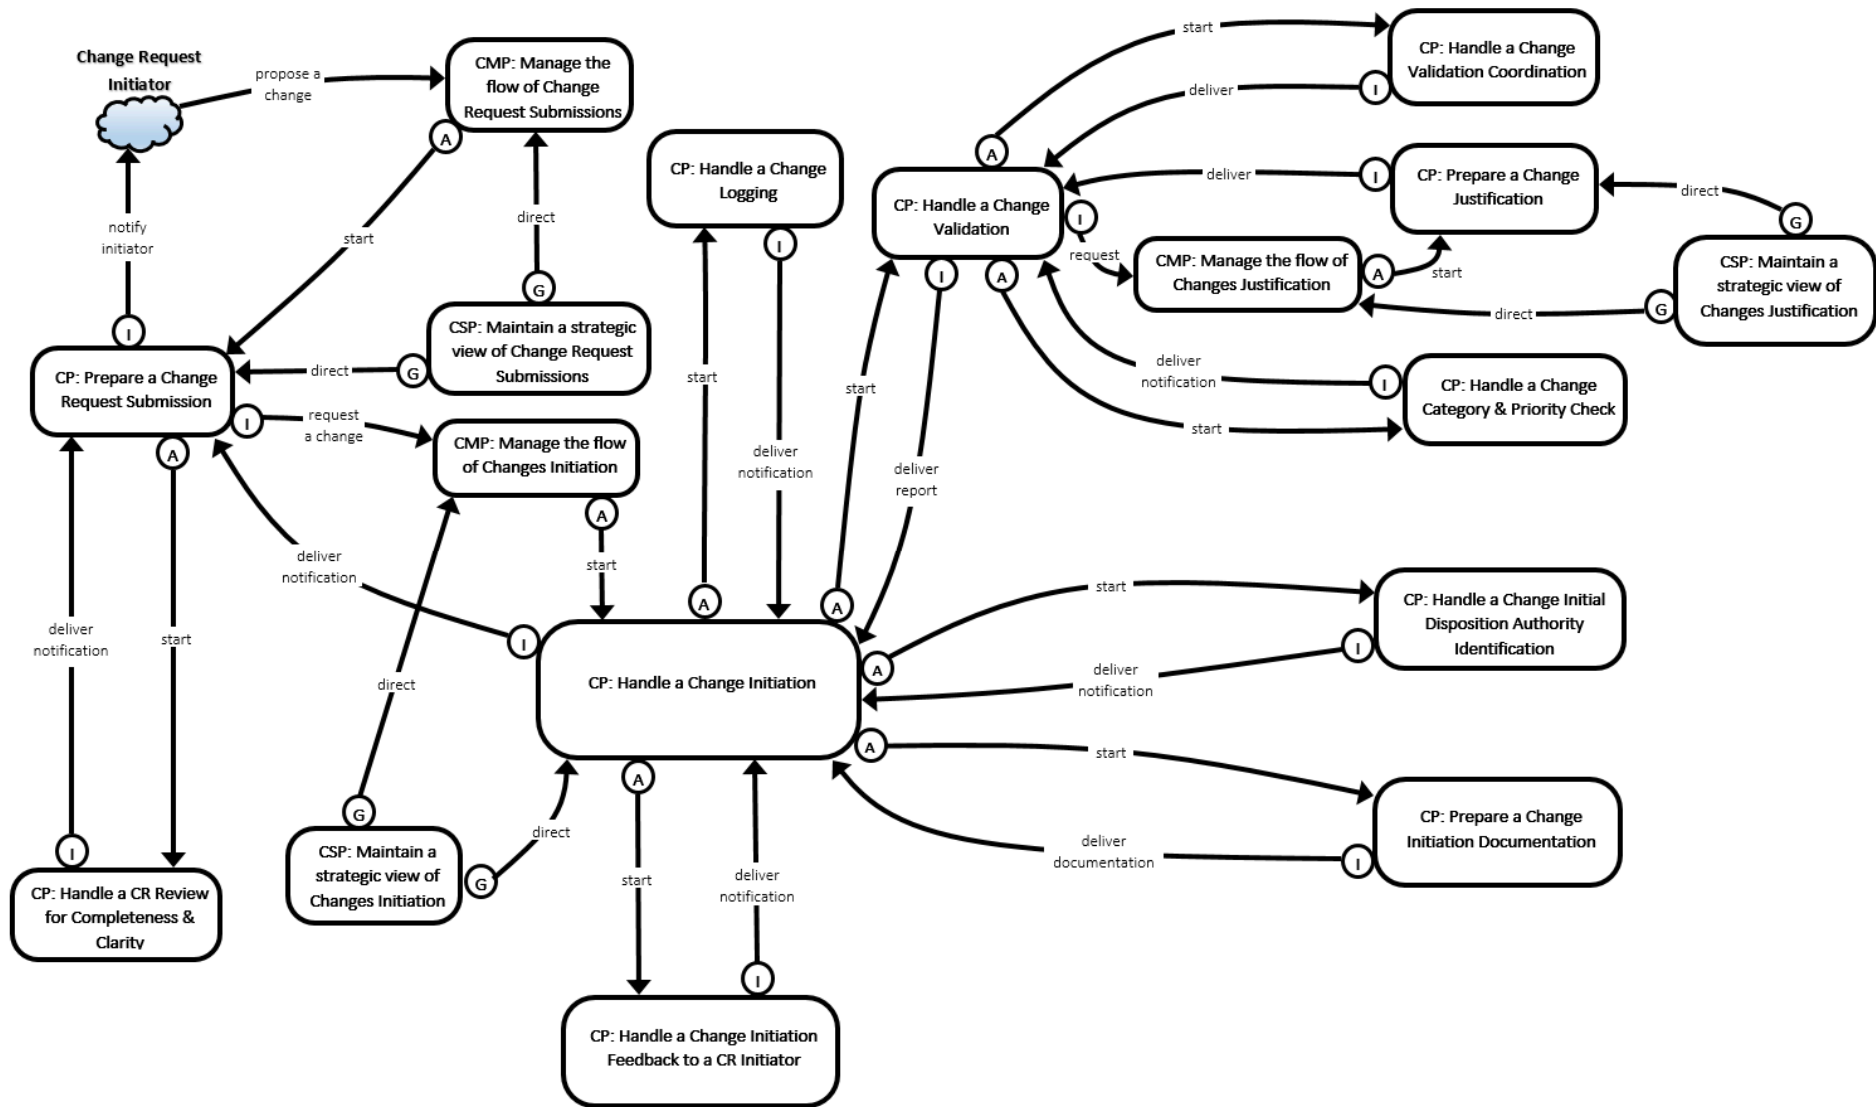 Change Request
Initiator
propose a
change
CMP: Manage the
flow of Change
Request Submissions
A
start
direct
G
notify
initiator
I
CSP: Maintain a strategic
view of Change Request
Submissions
G
direct
CP: Prepare a Change
Request Submission
I
request
a change
A
CMP: Manage the flow
of Changes Initiation
A
start
deliver
notification
I
deliver
notification
start
I
CP: Handle a CR Review
for Completeness &
Clarity
direct
G
CSP: Maintain a
strategic view of
Changes Initiation
G
direct
CP: Handle a Change
Logging
I
start
deliver
notification
A
A
start
CP: Handle a Change Initiation
A
start
deliver
notification
I
CP: Handle a Change Initiation
Feedback to a CR Initiator
start
CP: Handle a Change
Validation Coordination
I
deliver
A
CP: Handle a Change
Validation
I
request
I
A
deliver
I
CP: Prepare a Change
Justification
direct
G
CMP: Manage the flow of
Changes Justification
A
start
CSP: Maintain a
strategic view of
Changes Justification
G
direct
deliver
notification
I
CP: Handle a Change
Category & Priority Check
start
deliver
report
A
start
CP: Handle a Change Initial
Disposition Authority
Identification
I
deliver
notification
A
start
CP: Prepare a Change
Initiation Documentation
I
deliver
documentation